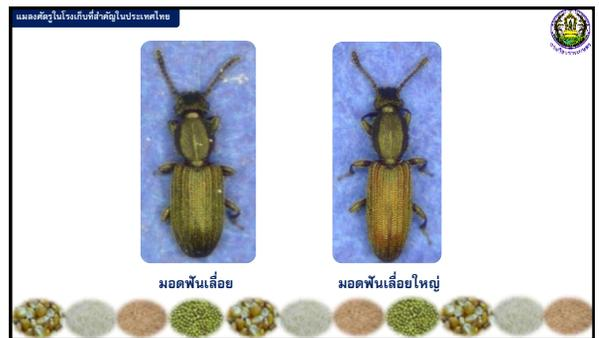 แมลงศัตรูในโรงเก็บที่สำคัญในประเทศไทย
มอดฟันเลื่อย
มอดฟันเลื่อยใหญ่